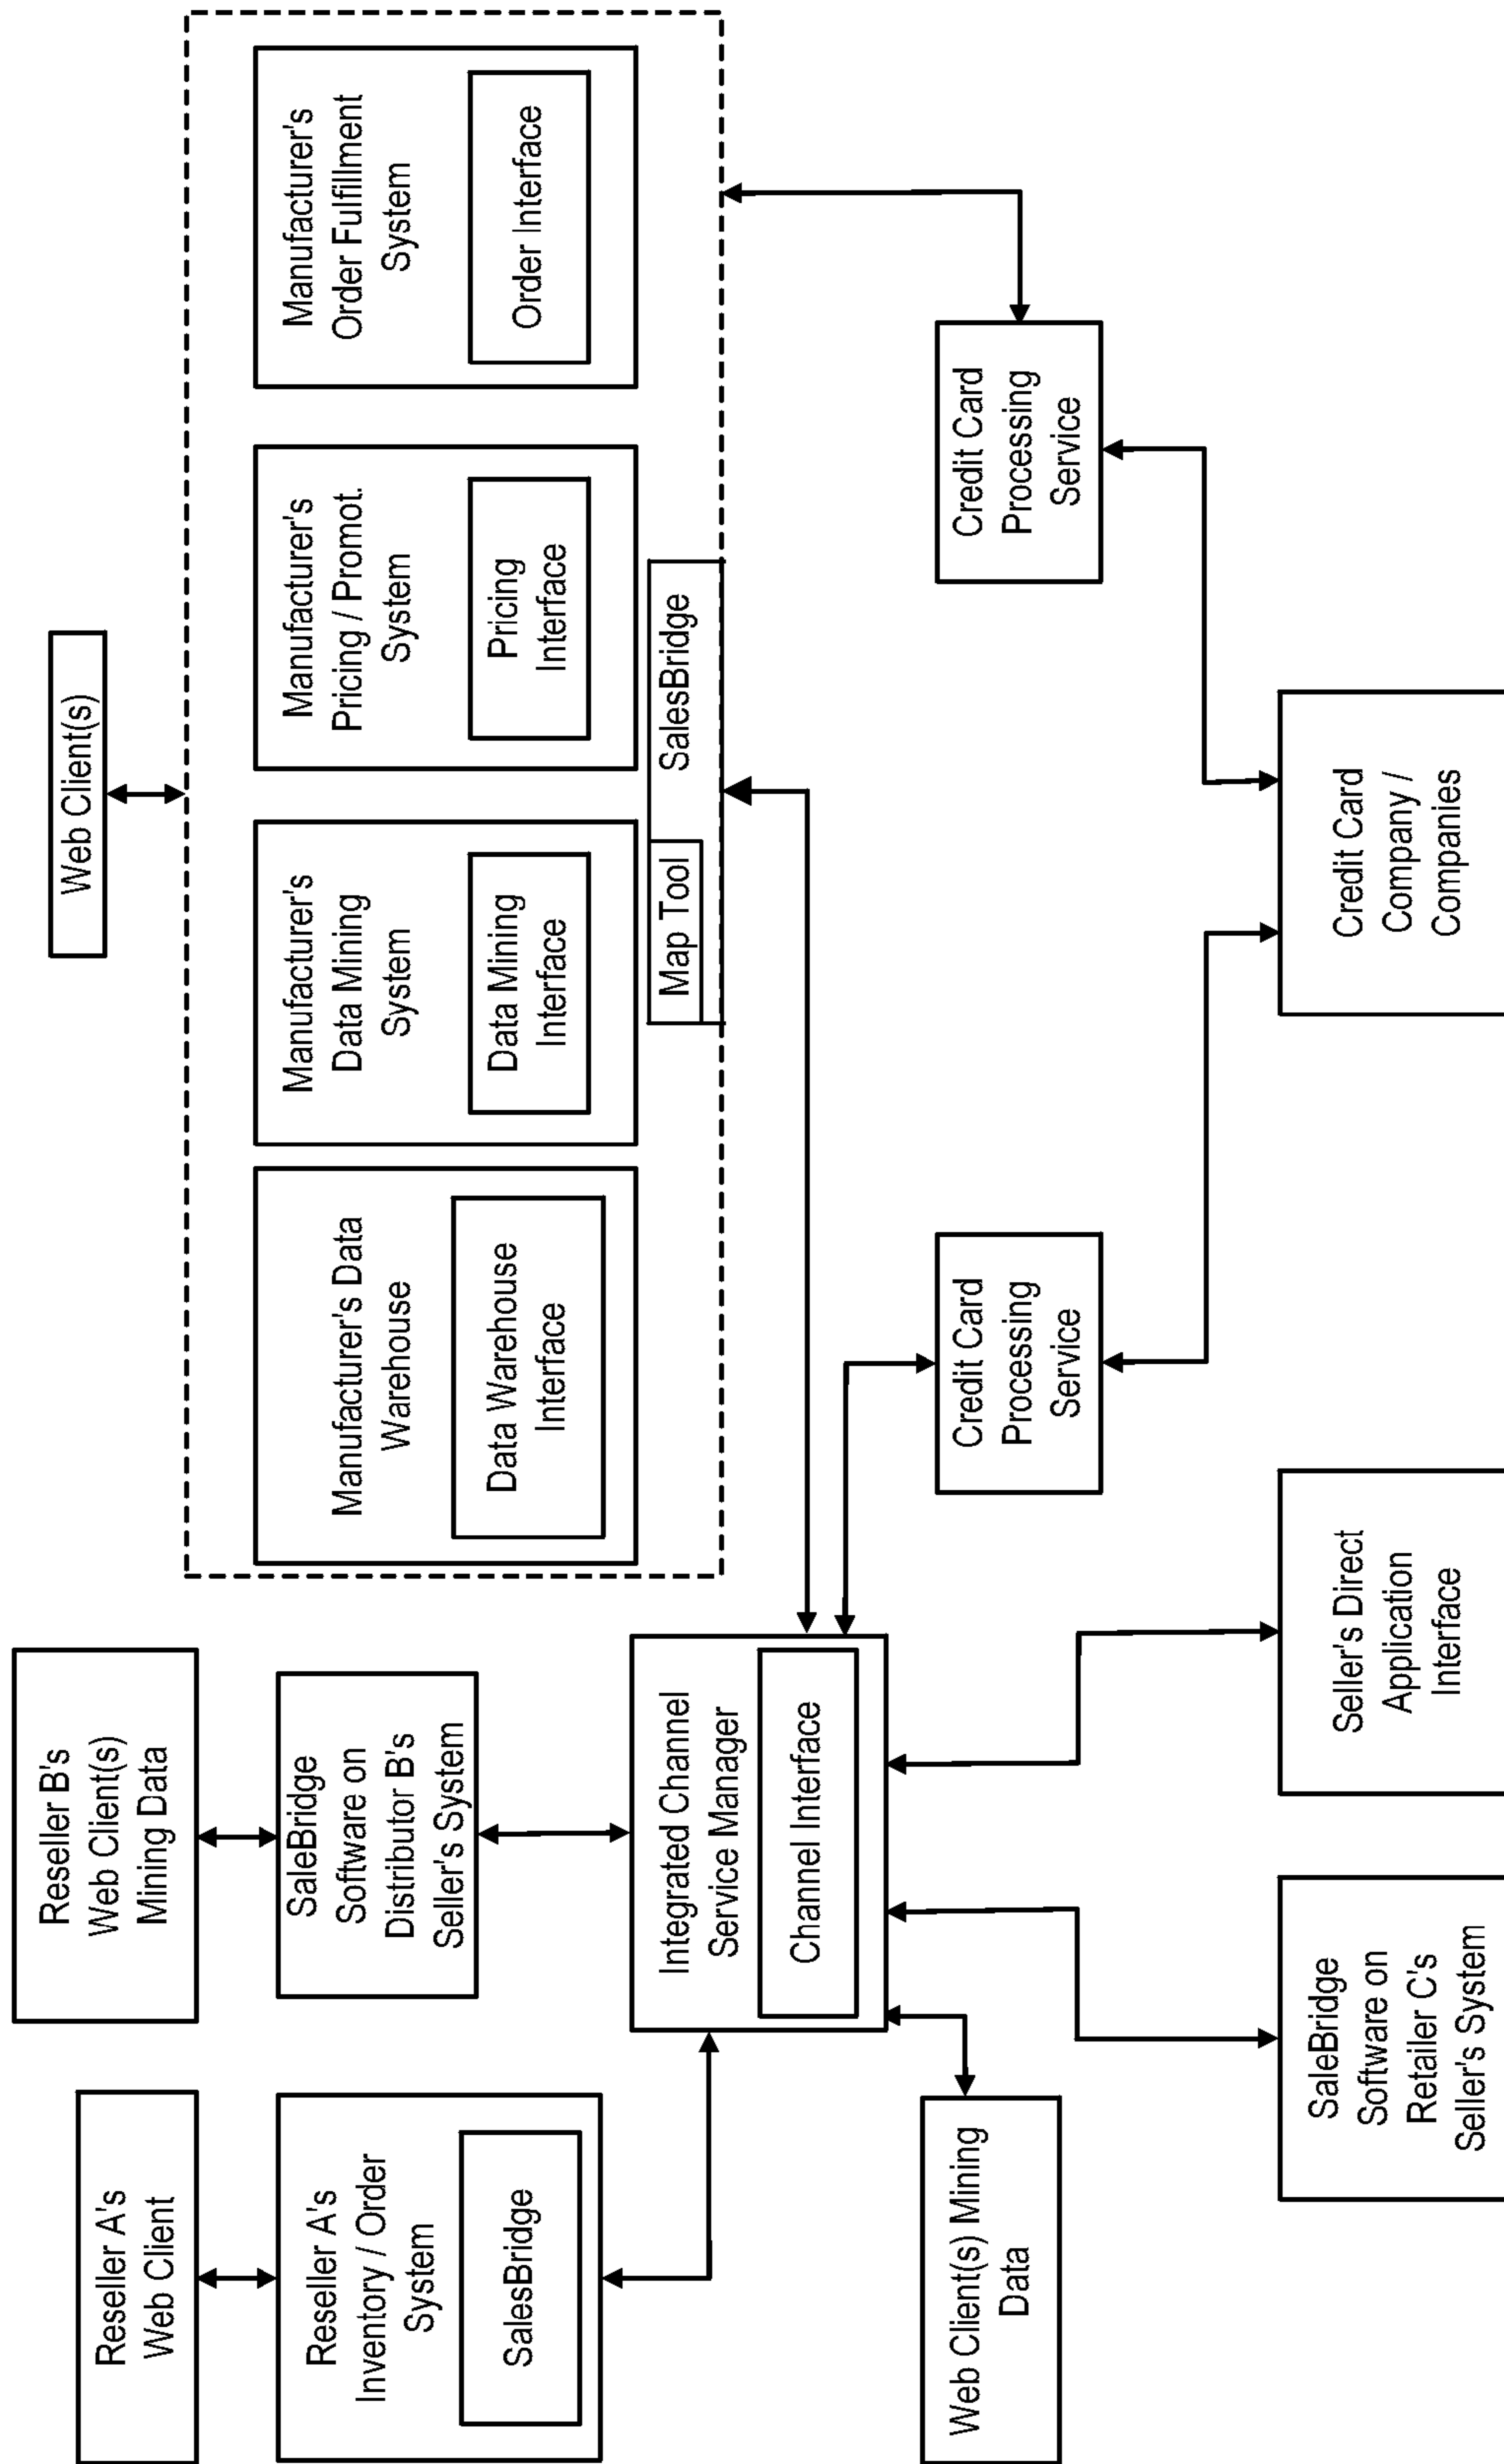 Reseller A's
Web Client
Reseller A's
Inventory / Order
System
SalesBridge
Web Client(s) Mining
Data
Reseller B's
Web Client(s)
Mining Data
SaleBridge
Software on
Distributor B's
Seller's System
Integrated Channel
Service Manager
Channel Interface
SaleBridge
Software on
Retailer C's
Seller's System
Seller's Direct
Application
Interface
Web Client(s)
Manufacturer's Data
Warehouse
Data Warehouse
Interface
Manufacturer's
Data Mining
System
Data Mining
Interface
Manufacturer's
Pricing / Promot.
System
Pricing
Interface
Manufacturer's
Order Fulfillment
System
Order Interface
Map Tool
SalesBridge
Credit Card
Processing
Service
Credit Card
Processing
Service
Credit Card
Company /
Companies